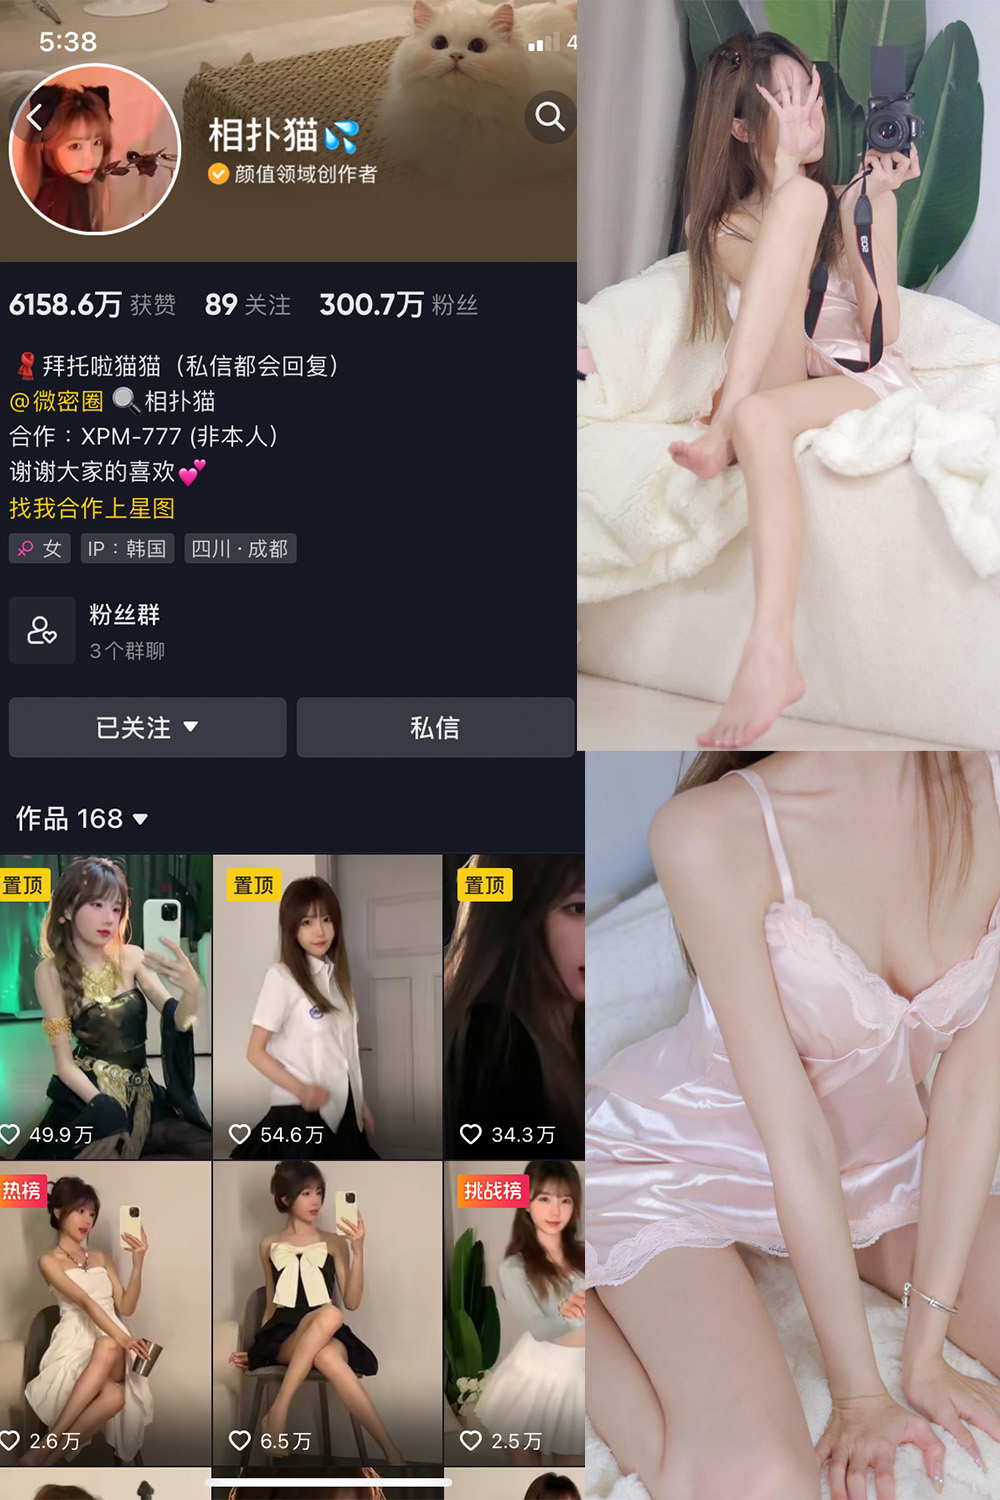 5:38
4
相扑猫💦
颜值领域创作者
6158.6万 获赞 89 关注 300.7万 粉丝
🧣拜托啦猫猫（私信都会回复）
@微密圈 🔍相扑猫
合作：XPM-777 (非本人)
谢谢大家的喜欢💕
找我合作上星图
女 IP：韩国 四川·成都
粉丝群
3个群聊
已关注 私信
作品 168
置顶 置顶 置顶
49.9万 54.6万 34.3万
热榜 挑战榜
2.6万 6.5万 2.5万
EOS